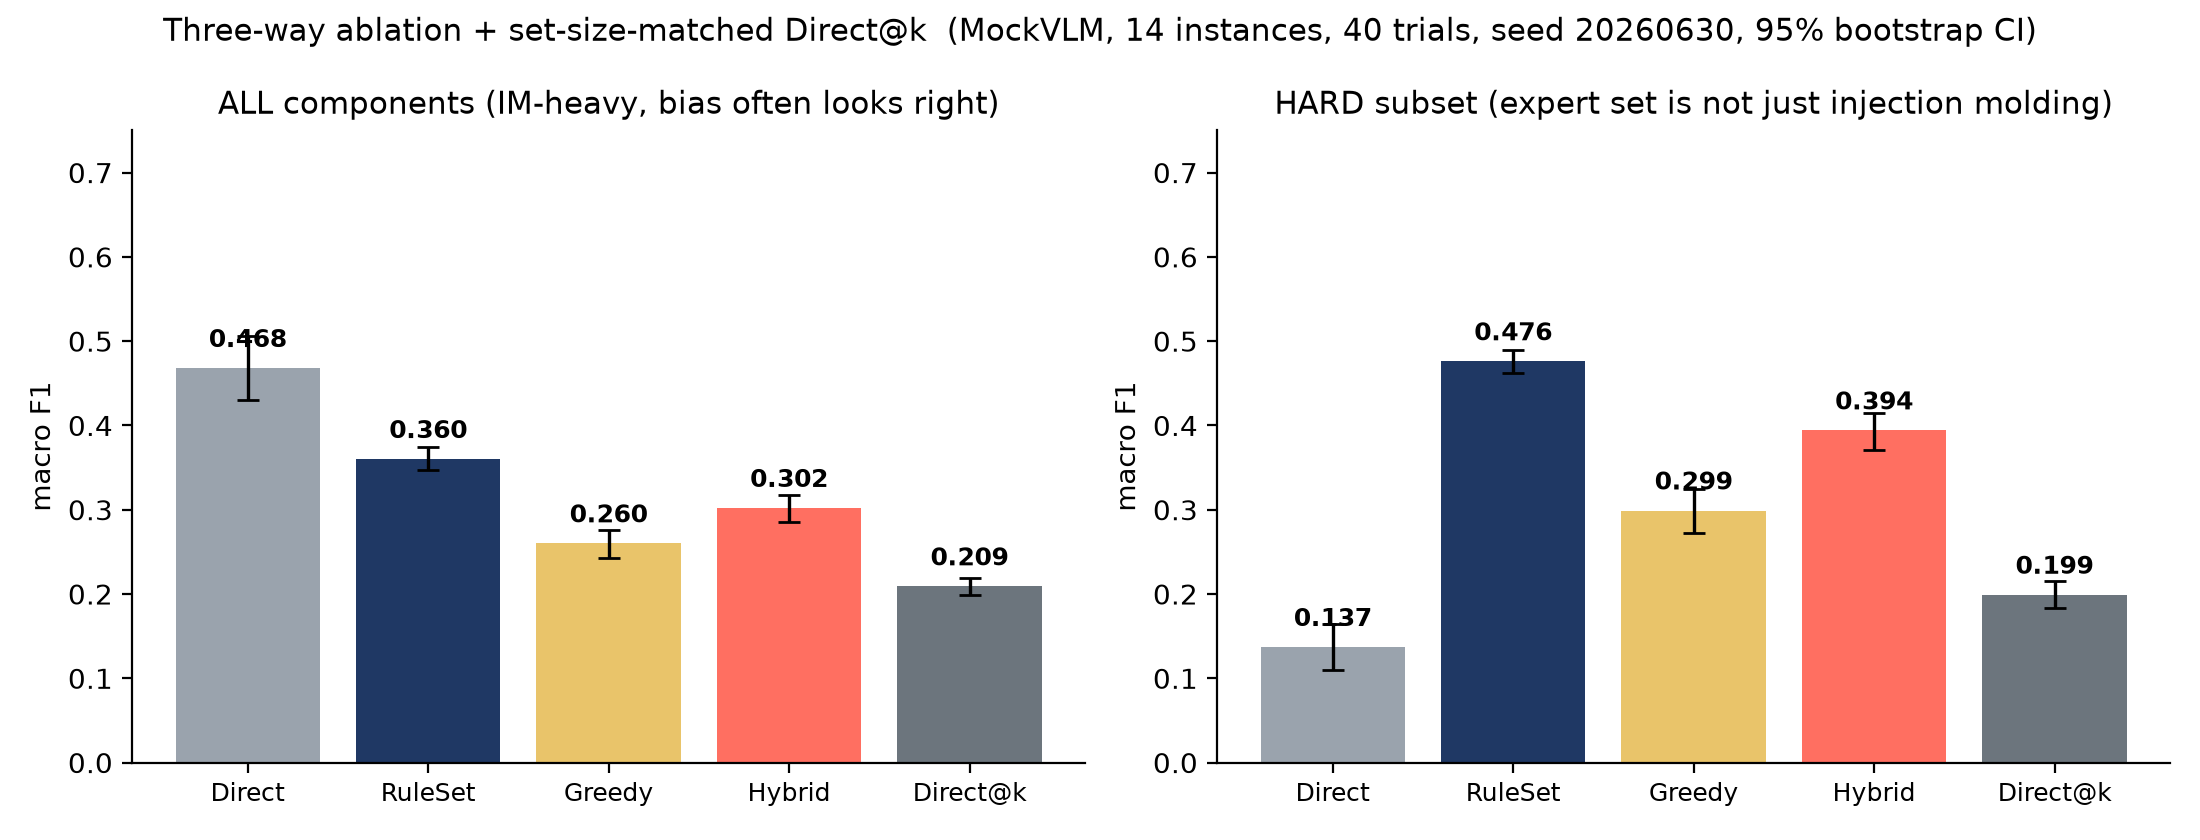 Three-way ablation + set-size-matched Direct@k  (MockVLM, 14 instances, 40 trials, seed 20260630, 95% bootstrap CI)
ALL components (IM-heavy, bias often looks right)
macro F1
0.7
0.6
0.5
0.4
0.3
0.2
0.1
0.0
0.468
0.360
0.260
0.302
0.209
Direct
RuleSet
Greedy
Hybrid
Direct@k
HARD subset (expert set is not just injection molding)
macro F1
0.7
0.6
0.5
0.4
0.3
0.2
0.1
0.0
0.137
0.476
0.299
0.394
0.199
Direct
RuleSet
Greedy
Hybrid
Direct@k